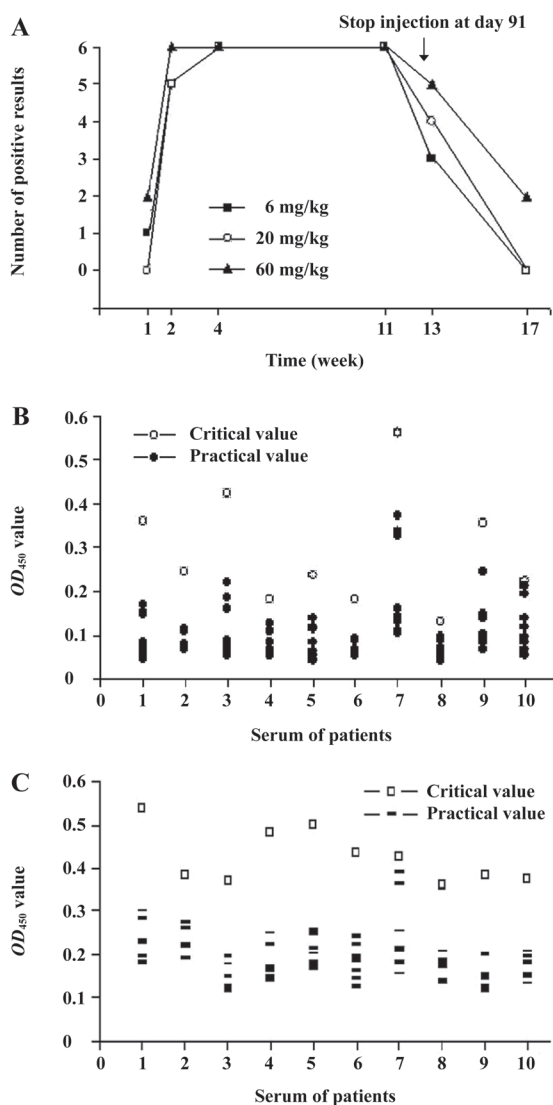 A
Stop injection at day 91
Number of positive results
6
5
4
3
2
1
0
6 mg/kg
20 mg/kg
60 mg/kg
1 2 4 11 13 17
Time (week)
B
OD450 value
0.6
0.5
0.4
0.3
0.2
0.1
0
Critical value
Practical value
0 1 2 3 4 5 6 7 8 9 10
Serum of patients
C
OD450 value
0.6
0.5
0.4
0.3
0.2
0.1
0
Critical value
Practical value
0 1 2 3 4 5 6 7 8 9 10
Serum of patients